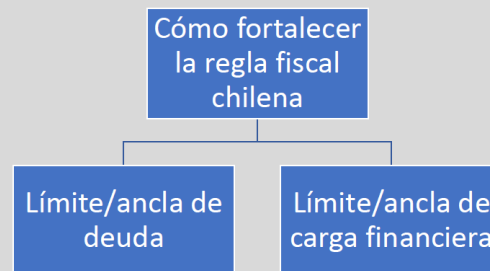 Cómo fortalecer
la regla fiscal
chilena
Límite/ancla de
deuda
Límite/ancla de
carga financiera